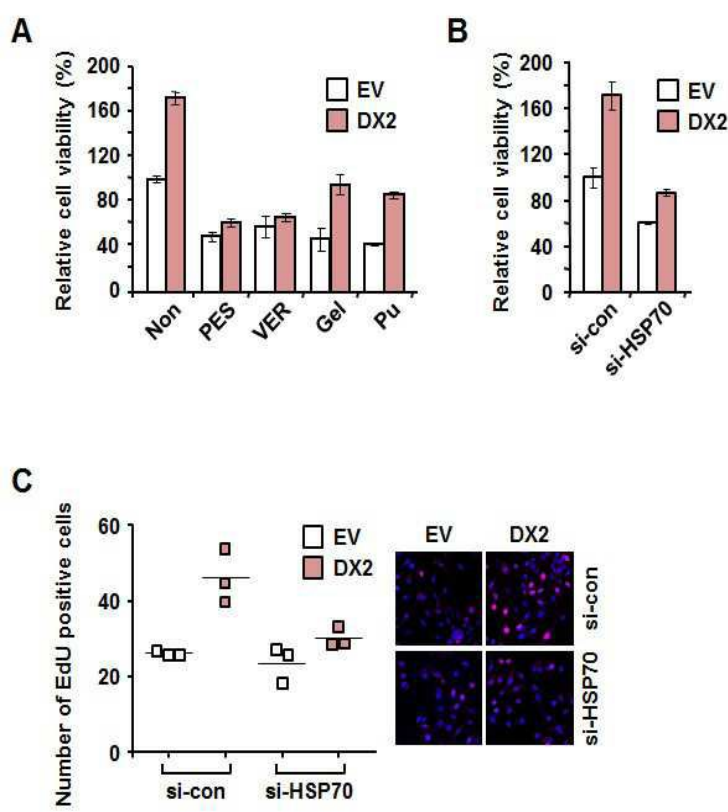 A
Relative cell viability (%)
200
160
120
80
40
0
EV
DX2
Non
PES
VER
Gel
Pu
B
Relative cell viability (%)
200
160
120
80
40
0
EV
DX2
si-con
si-HSP70
C
Number of EdU positive cells
60
40
20
0
EV
DX2
si-con
si-HSP70
EV
DX2
si-con
si-HSP70